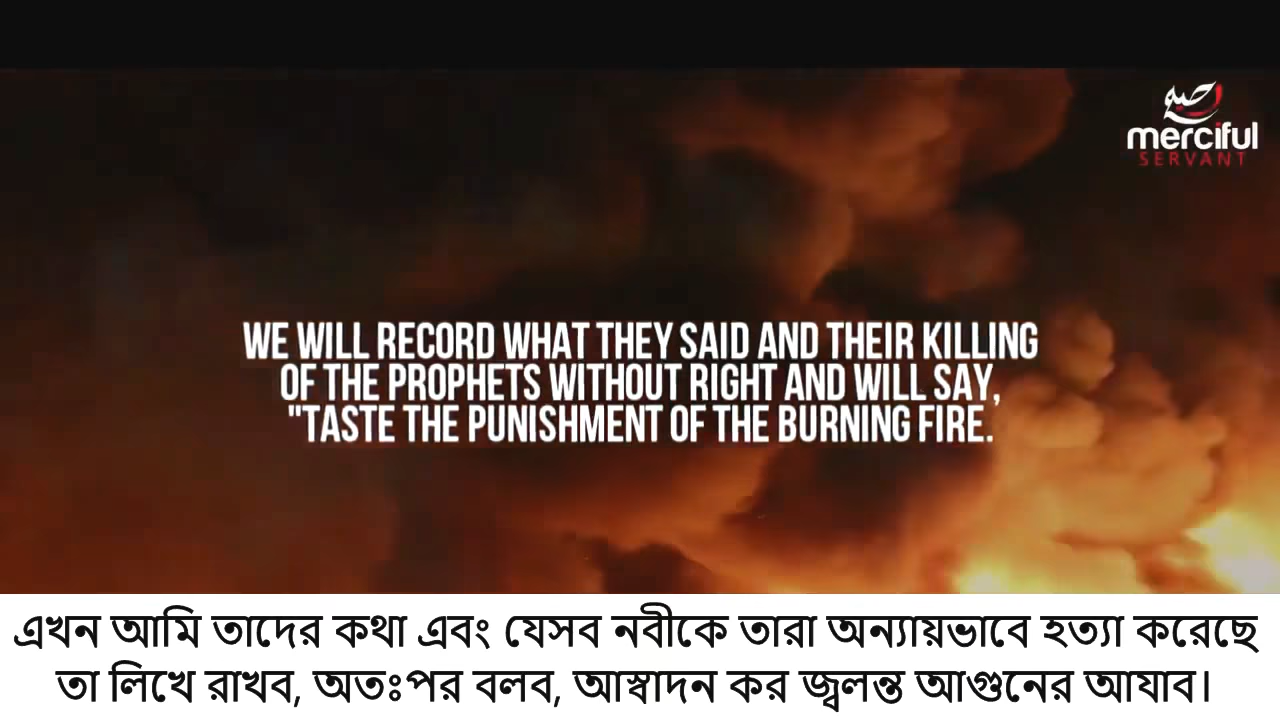 merciful
SERVANT
WE WILL RECORD WHAT THEY SAID AND THEIR KILLING
OF THE PROPHETS WITHOUT RIGHT AND WILL SAY,
"TASTE THE PUNISHMENT OF THE BURNING FIRE.
এখন আমি তাদের কথা এবং যেসব নবীকে তারা অন্যায়ভাবে হত্যা করেছে
তা লিখে রাখব, অতঃপর বলব, আস্বাদন কর জ্বলন্ত আগুনের আযাব।